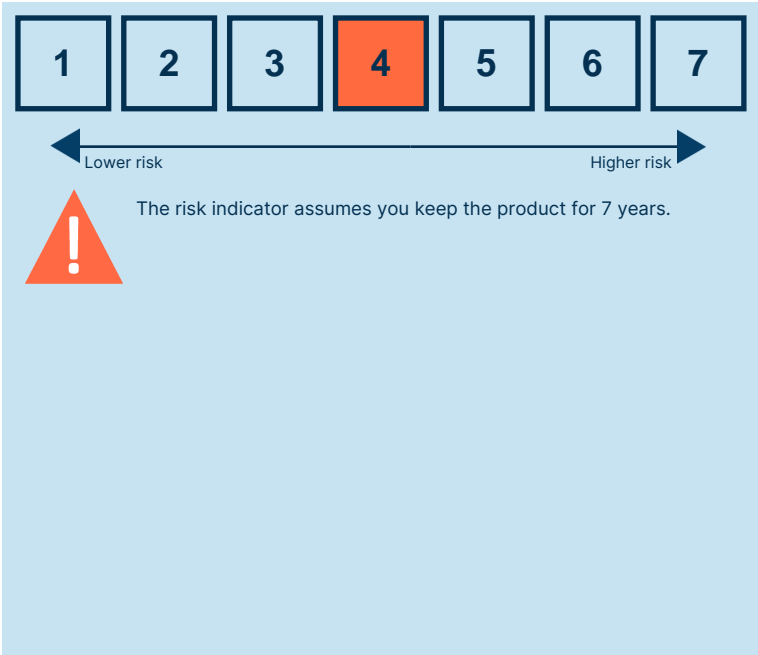 1 2 3 4 5 6 7
Lower risk Higher risk
!
The risk indicator assumes you keep the product for 7 years.